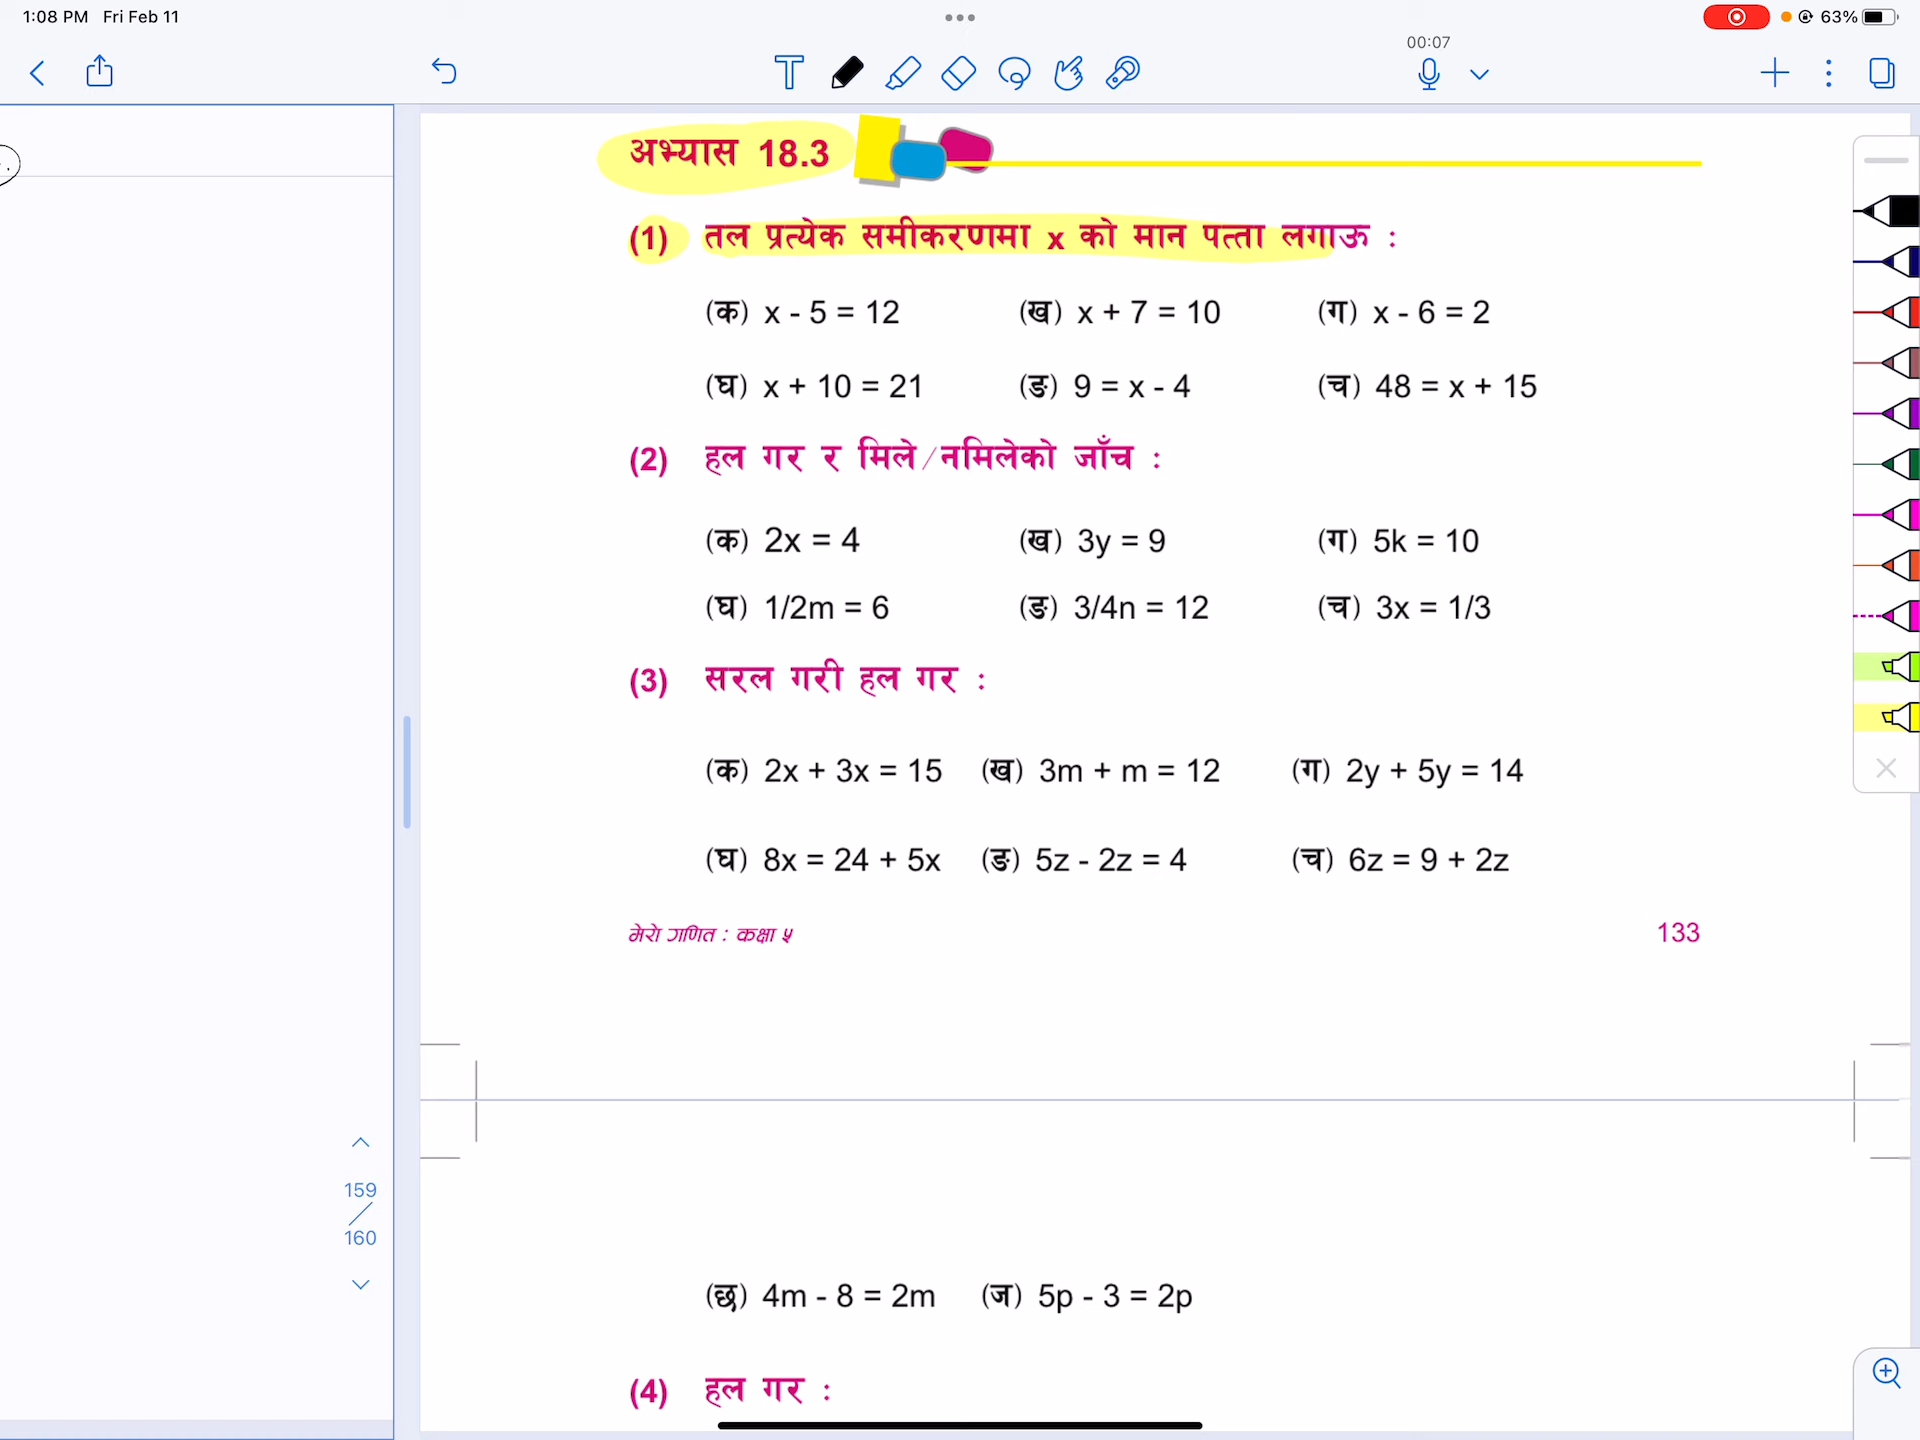 1:08 PM Fri Feb 11
63%
00:07
अभ्यास 18.3
(1) तल प्रत्येक समीकरणमा x को मान पत्ता लगाऊ :
(क) x - 5 = 12 (ख) x + 7 = 10 (ग) x - 6 = 2
(घ) x + 10 = 21 (ङ) 9 = x - 4 (च) 48 = x + 15
(2) हल गर र मिले/नमिलेको जाँच :
(क) 2x = 4 (ख) 3y = 9 (ग) 5k = 10
(घ) 1/2m = 6 (ङ) 3/4n = 12 (च) 3x = 1/3
(3) सरल गरी हल गर :
(क) 2x + 3x = 15 (ख) 3m + m = 12 (ग) 2y + 5y = 14
(घ) 8x = 24 + 5x (ङ) 5z - 2z = 4 (च) 6z = 9 + 2z
मेरो गणित : कक्षा ५ 133
159
160
(छ) 4m - 8 = 2m (ज) 5p - 3 = 2p
(4) हल गर :